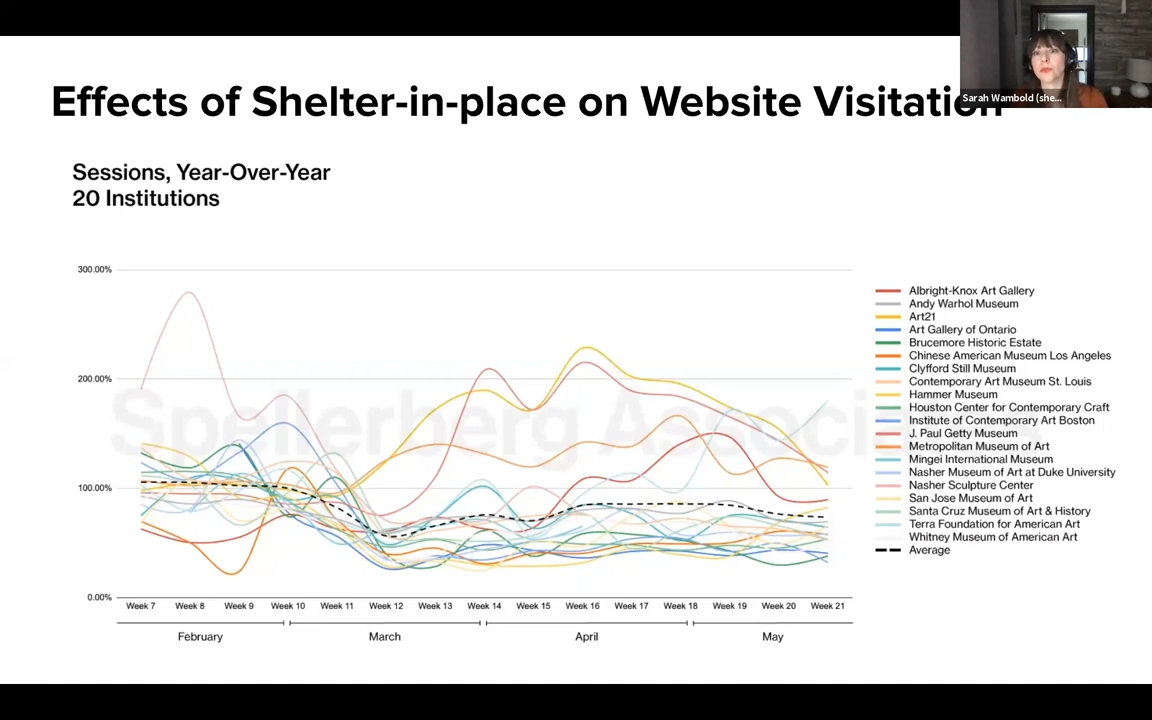 Effects of Shelter-in-place on Website Visitation
Sarah Wambold (she...
Sessions, Year-Over-Year
20 Institutions
300.00%
200.00%
100.00%
0.00%
Spellerberg Associ
Week 7 Week 8 Week 9 Week 10 Week 11 Week 12 Week 13 Week 14 Week 15 Week 16 Week 17 Week 18 Week 19 Week 20 Week 21
February March April May
Albright-Knox Art Gallery
Andy Warhol Museum
Art21
Art Gallery of Ontario
Brucemore Historic Estate
Chinese American Museum Los Angeles
Clyfford Still Museum
Contemporary Art Museum St. Louis
Hammer Museum
Houston Center for Contemporary Craft
Institute of Contemporary Art Boston
J. Paul Getty Museum
Metropolitan Museum of Art
Mingei International Museum
Nasher Museum of Art at Duke University
Nasher Sculpture Center
San Jose Museum of Art
Santa Cruz Museum of Art & History
Terra Foundation for American Art
Whitney Museum of American Art
Average